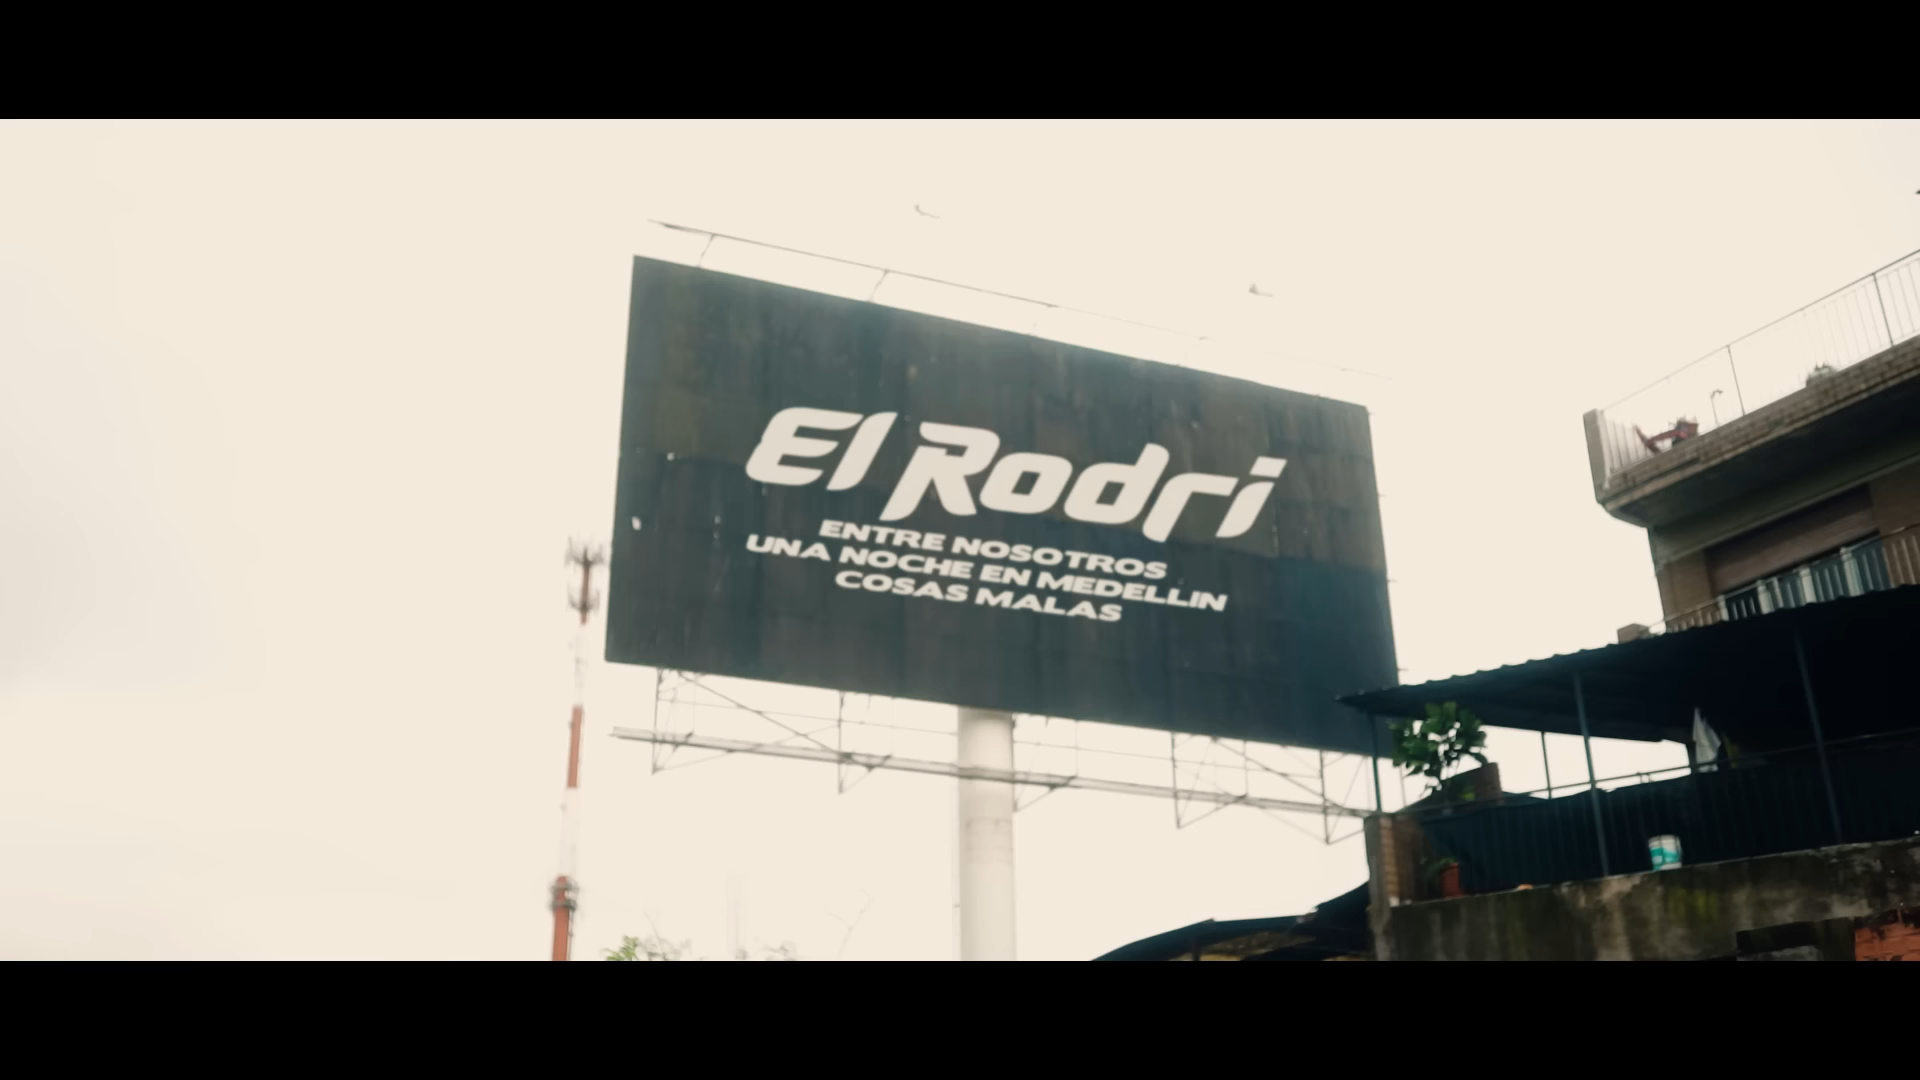 El Rodri
ENTRE NOSOTROS
UNA NOCHE EN MEDELLIN
COSAS MALAS